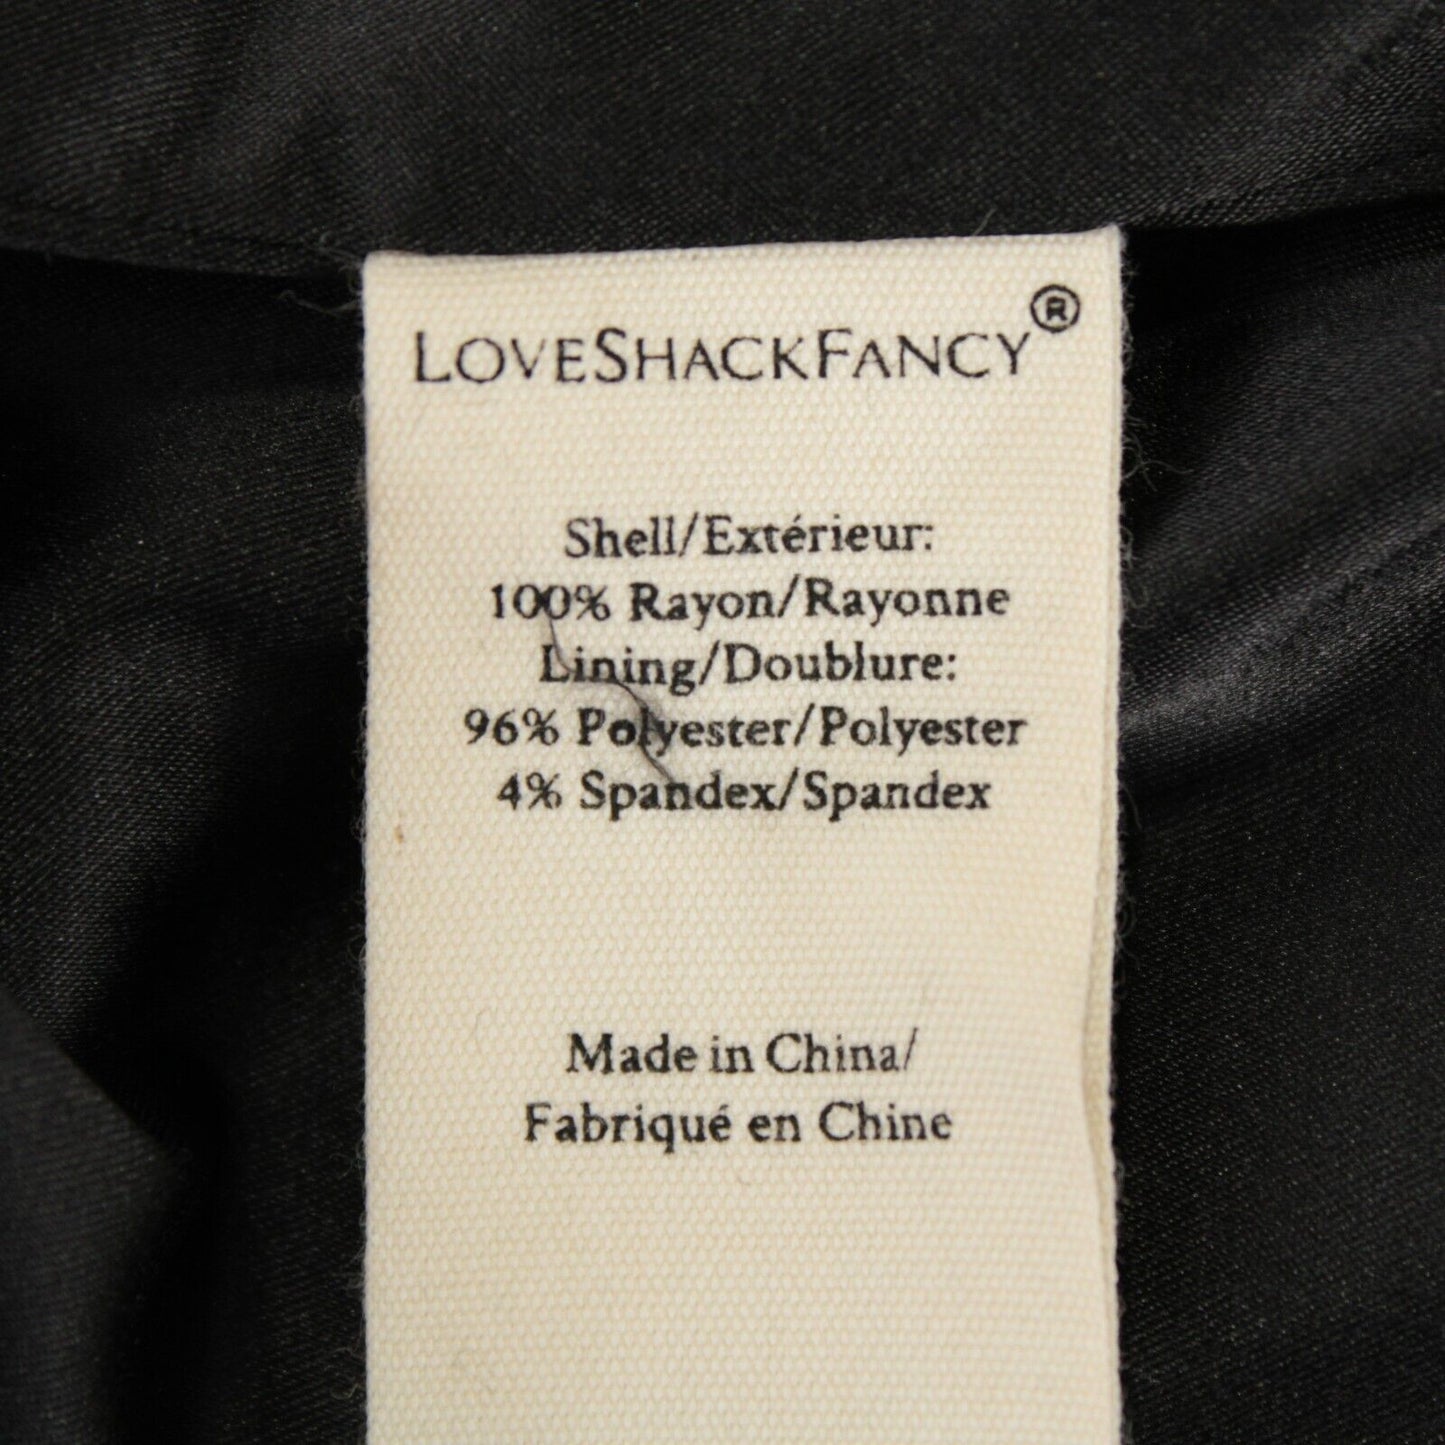 LOVESHACKFANCY®
Shell/Extérieur:
100% Rayon/Rayonne
Lining/Doublure:
96% Polyester/Polyester
4% Spandex/Spandex
Made in China/
Fabriqué en Chine